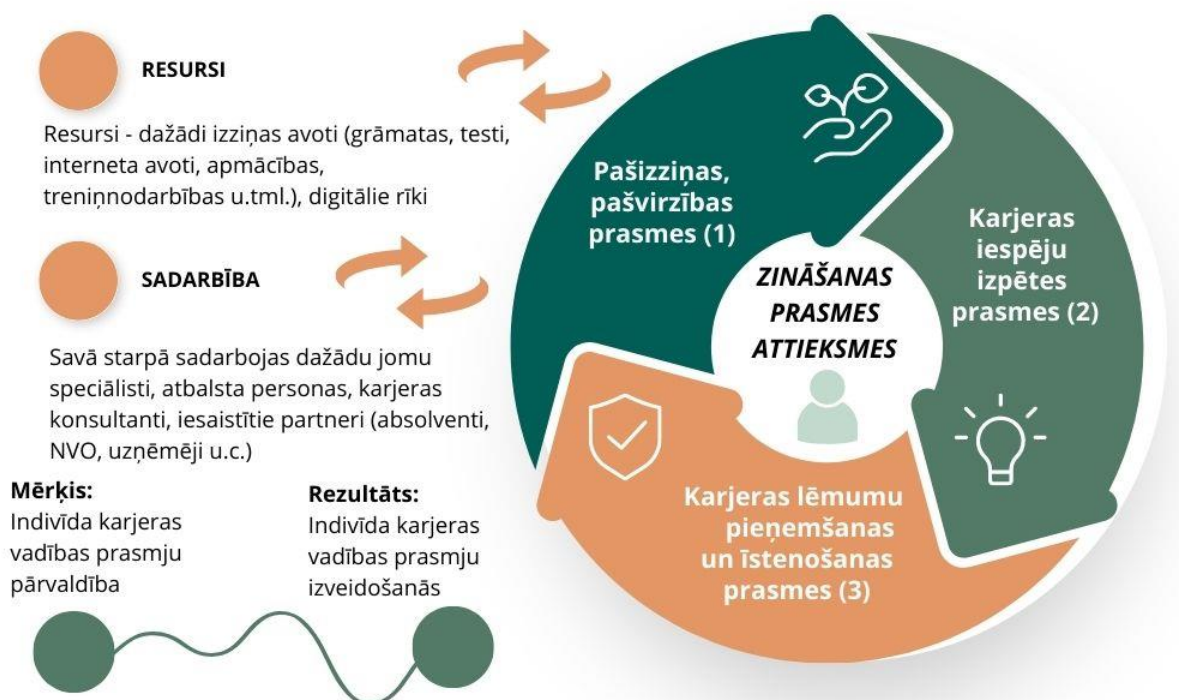 RESURSI
Resursi - dažādi izziņas avoti (grāmatas, testi,
interneta avoti, apmācības,
treniņnodarbības u.tml.), digitālie rīki
SADARBĪBA
Savā starpā sadarbojas dažādu jomu
speciālisti, atbalsta personas, karjeras
konsultanti, iesaistītie partneri (absolventi,
NVO, uzņēmēji u.c.)
Mērķis:
Indivīda karjeras
vadības prasmju
pārvaldība
Rezultāts:
Indivīda karjeras
vadības prasmju
izveidošanās
Pašizziņas,
pašvirzības
prasmes (1)
Karjeras
iespēju
izpētes
prasmes (2)
ZINĀŠANAS
PRASMES
ATTIEKSMES
Karjeras lēmumu
pieņemšanas
un īstenošanas
prasmes (3)